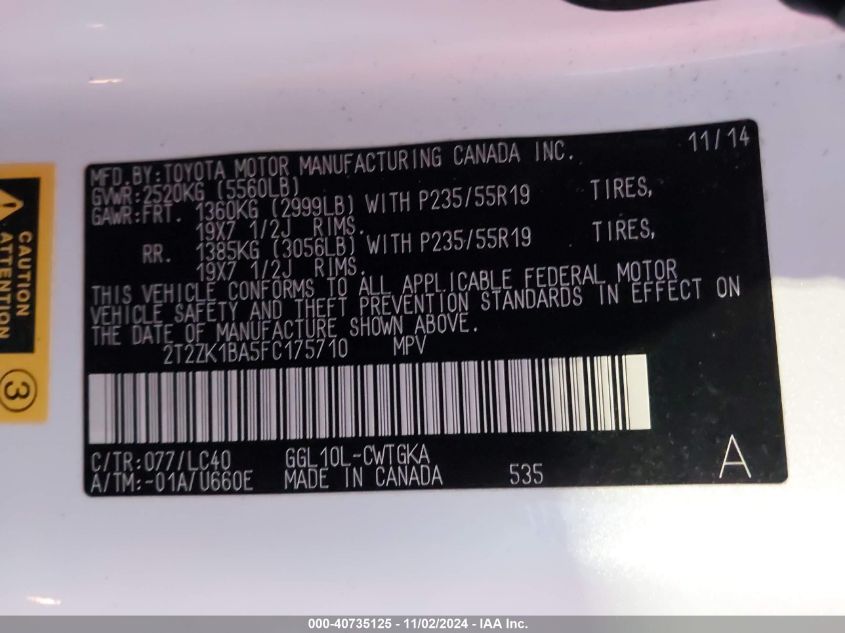 MFD.BY:TOYOTA MOTOR MANUFACTURING CANADA INC. 11/14
GVWR:2520KG (5560LB)
GAWR:FRT. 1360KG (2999LB) WITH P235/55R19 TIRES,
19X7 1/2J RIMS.
RR. 1385KG (3056LB) WITH P235/55R19 TIRES,
19X7 1/2J RIMS.
THIS VEHICLE CONFORMS TO ALL APPLICABLE FEDERAL MOTOR
VEHICLE SAFETY AND THEFT PREVENTION STANDARDS IN EFFECT ON
THE DATE OF MANUFACTURE SHOWN ABOVE.
2T2ZK1BA5FC175710 MPV
C/TR:077/LC40 GGL10L-CWTGKA
A/TM:-01A/U660E MADE IN CANADA 535 A
CAUTION
ATTENTION
3
000-40735125 - 11/02/2024 - IAA Inc.